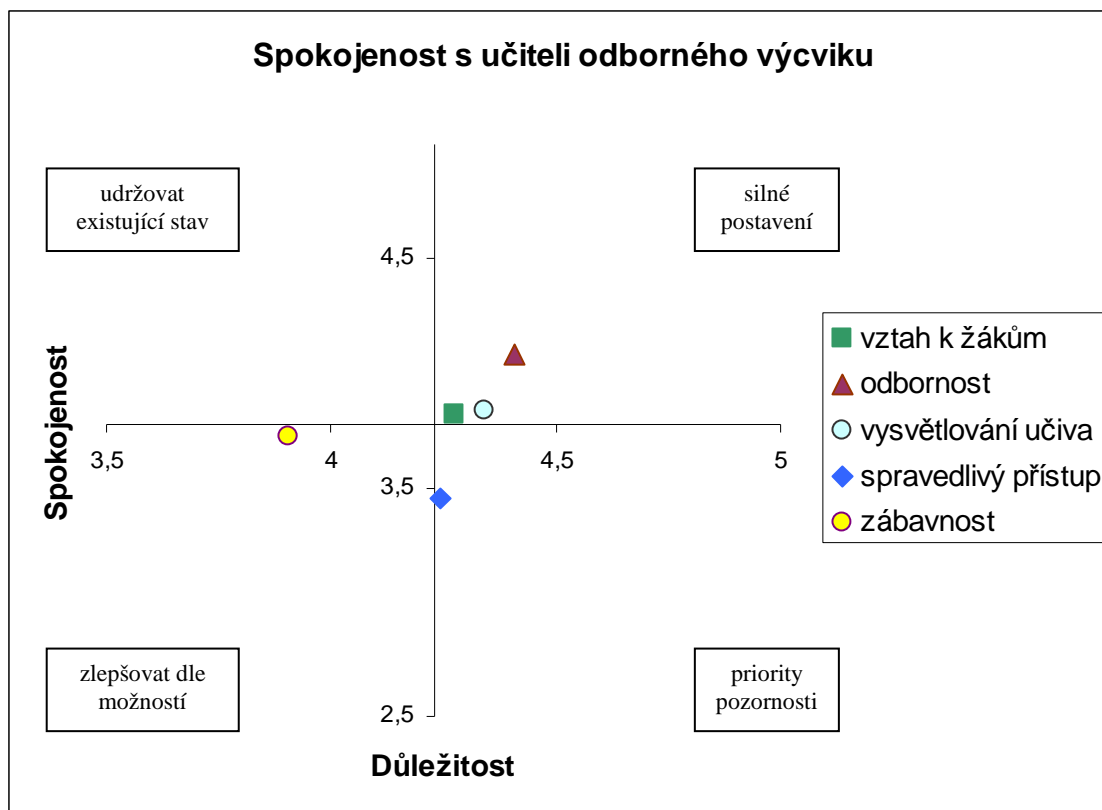 Spokojenost s učiteli odborného výcviku
udržovat
existující stav
silné
postavení
4,5
Spokojenost
3,5
4
4,5
5
3,5
2,5
vztah k žákům
odbornost
vysvětlování učiva
spravedlivý přístup
zábavnost
zlepšovat dle
možností
priority
pozornosti
Důležitost